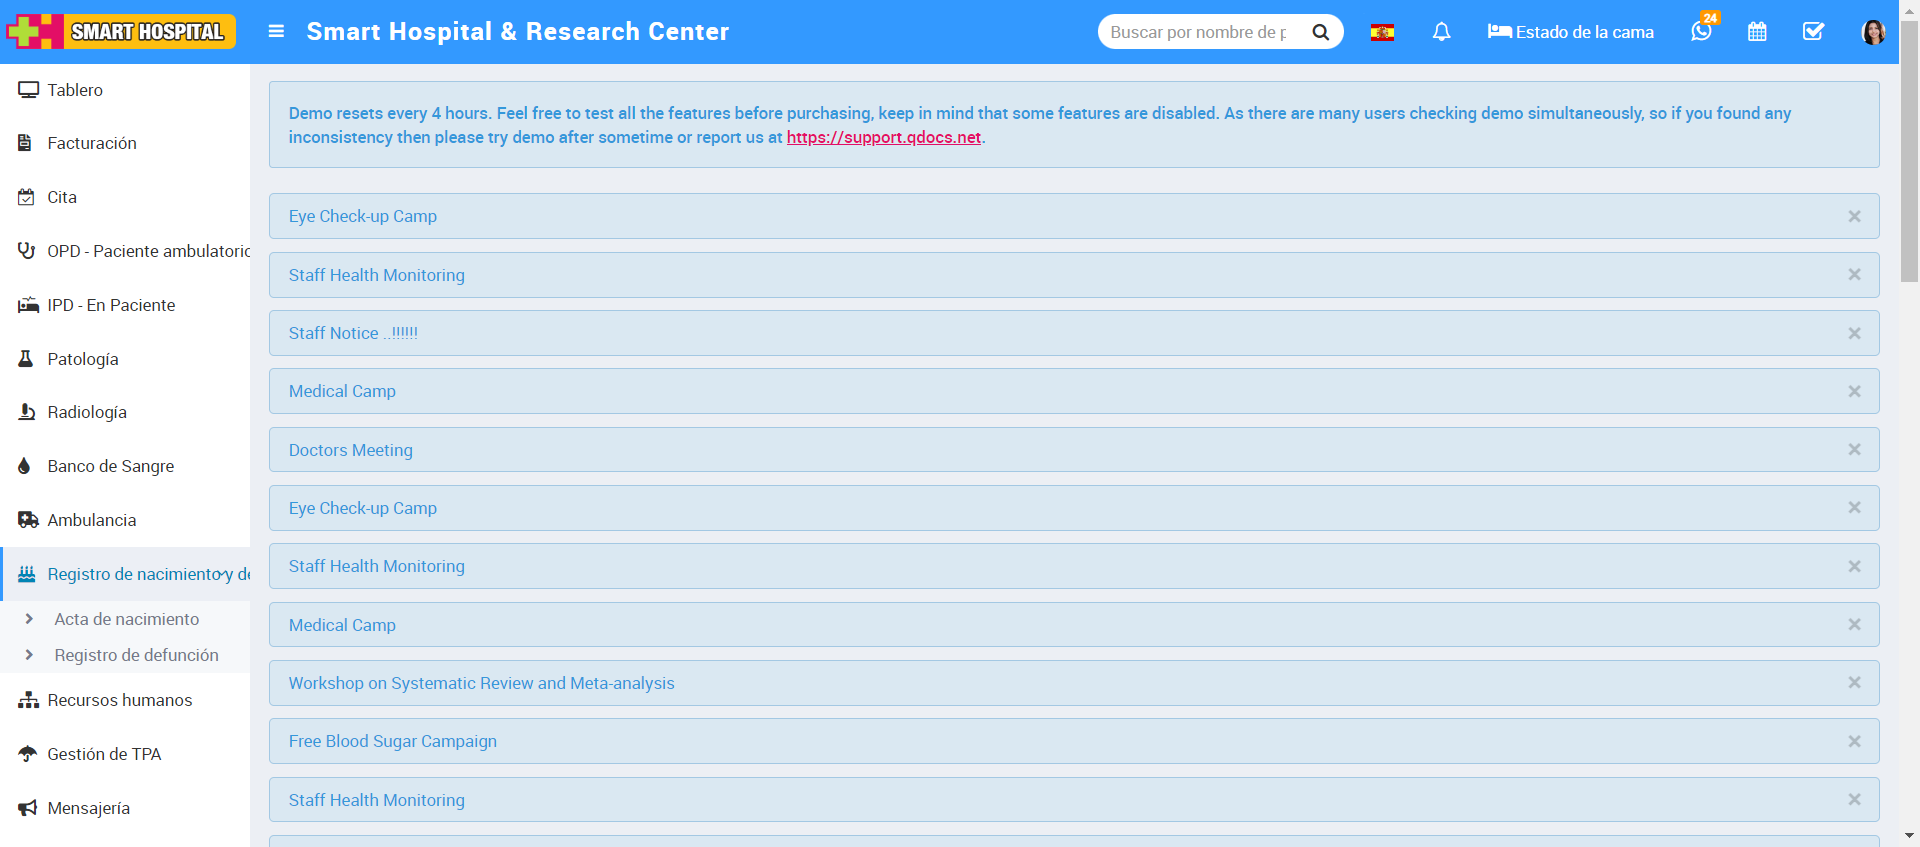 SMART HOSPITAL
Smart Hospital & Research Center
Buscar por nombre de p
Estado de la cama
24
Tablero
Facturación
Cita
OPD - Paciente ambulatorio
IPD - En Paciente
Patología
Radiología
Banco de Sangre
Ambulancia
Registro de nacimiento y de
Acta de nacimiento
Registro de defunción
Recursos humanos
Gestión de TPA
Mensajería
Demo resets every 4 hours. Feel free to test all the features before purchasing, keep in mind that some features are disabled. As there are many users checking demo simultaneously, so if you found any
inconsistency then please try demo after sometime or report us at https://support.qdocs.net.
Eye Check-up Camp
Staff Health Monitoring
Staff Notice ..!!!!!!
Medical Camp
Doctors Meeting
Eye Check-up Camp
Staff Health Monitoring
Medical Camp
Workshop on Systematic Review and Meta-analysis
Free Blood Sugar Campaign
Staff Health Monitoring